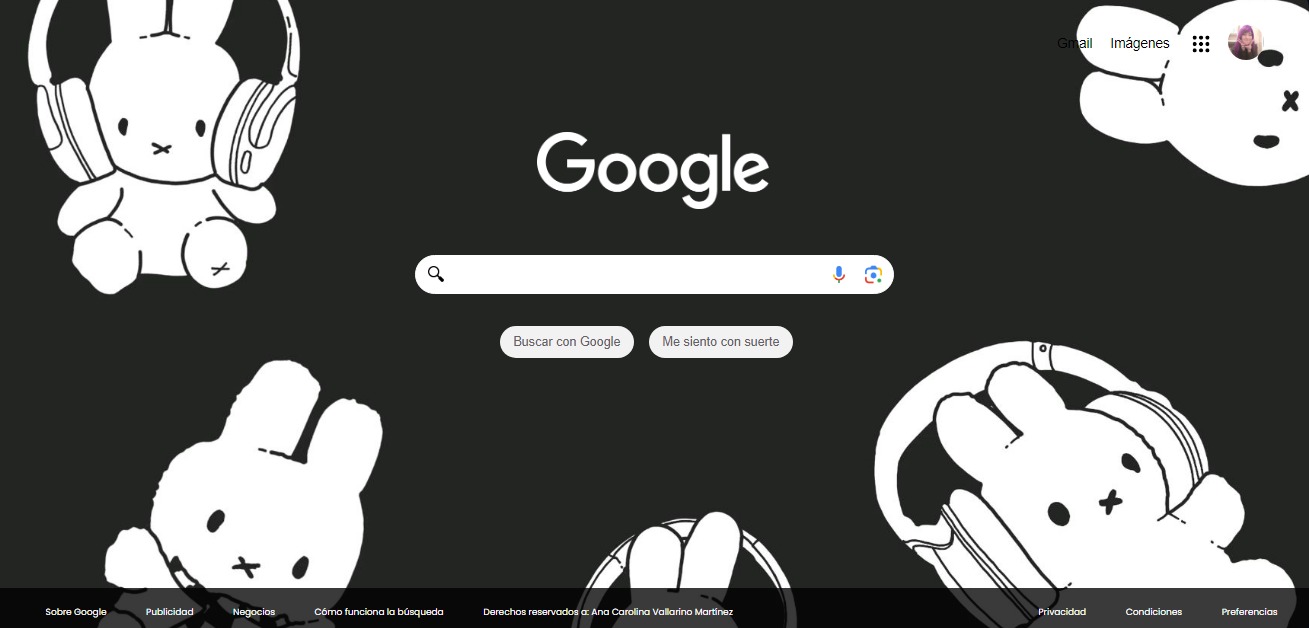 Gmail Imágenes
Google
Buscar con Google Me siento con suerte
Sobre Google Publicidad Negocios Cómo funciona la búsqueda Derechos reservados a: Ana Carolina Vallarino Martínez Privacidad Condiciones Preferencias